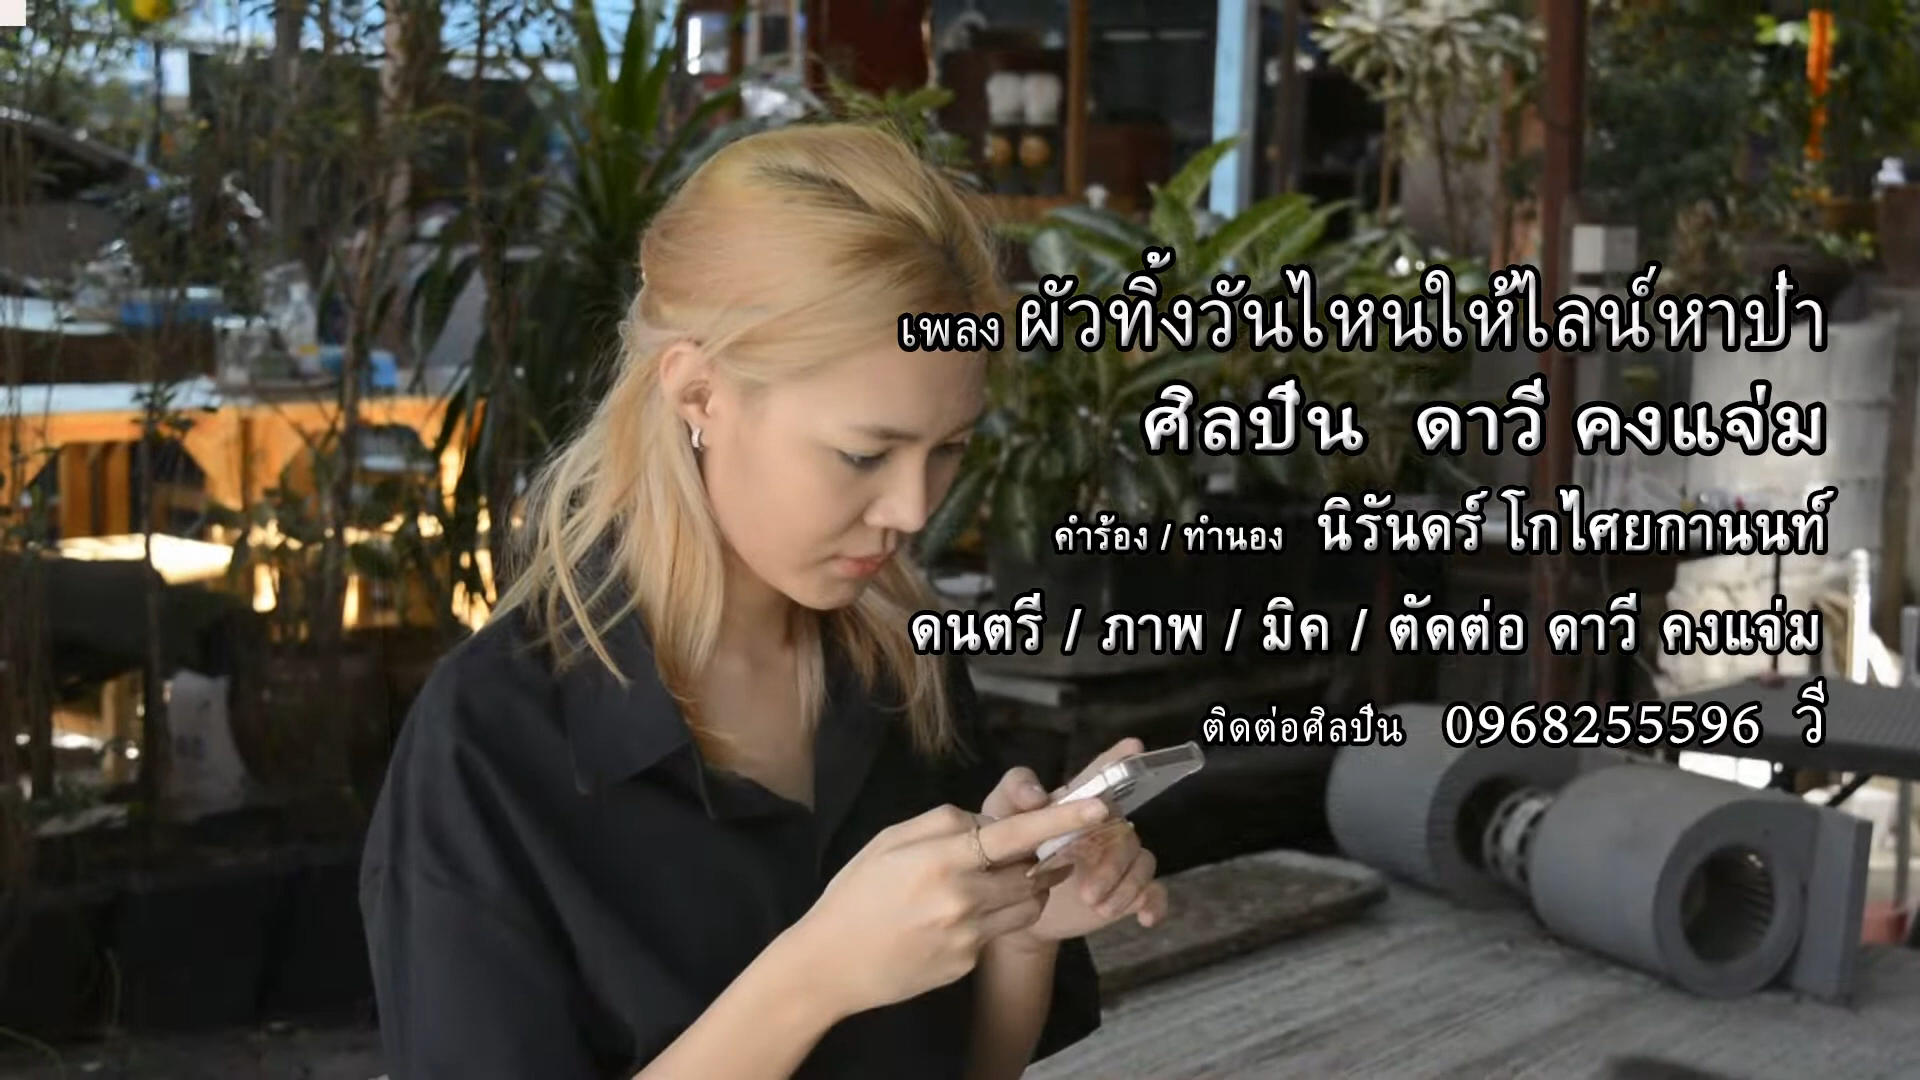 เพลง ผัวทิ้งวันไหนให้ไลน์หาป๋า
ศิลปืน ดาวี คงแจ่ม
คำร้อง / ทำนอง นิรันดร์ โกไศยกานนท์
ดนตรี / ภาพ / มิค / ตัดต่อ ดาวี คงแจ่ม
ติดต่อศิลปืน 0968255596 วี